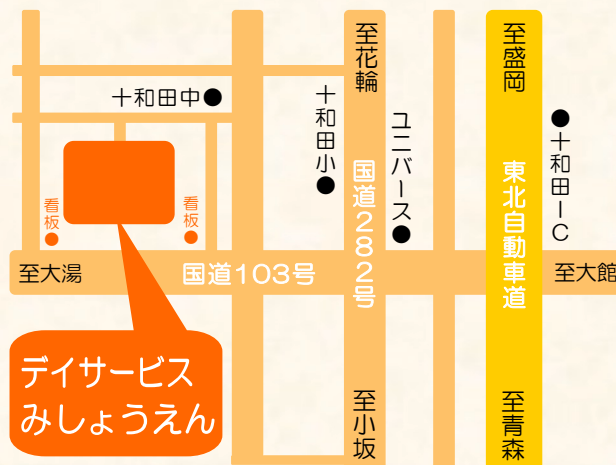 至花輪
至盛岡
十和田中●
十和田小●
ユニバース●
国道282号
東北自動車道
●十和田IC
看板●
看板●
至大湯
国道103号
至大館
デイサービス
みしょうえん
至小坂
至青森